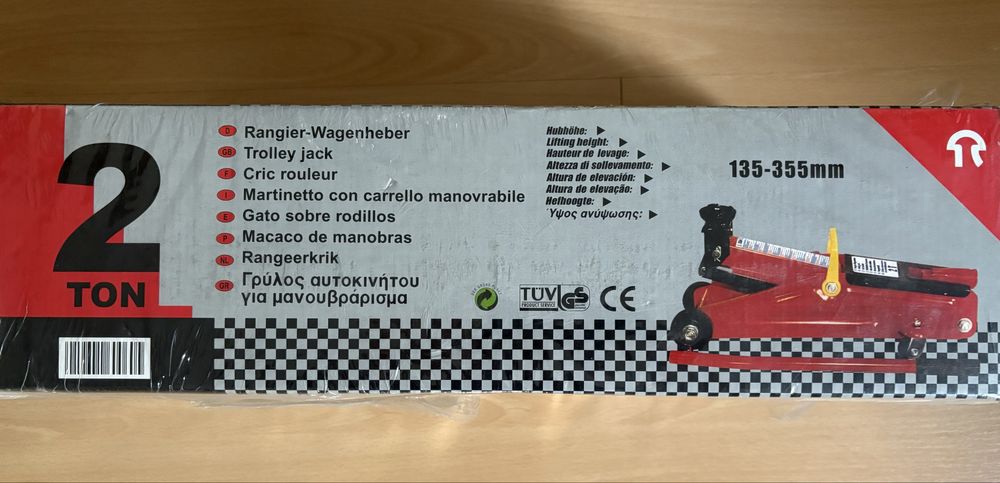 2
TON
D Rangier-Wagenheber
GB Trolley jack
F Cric rouleur
I Martinetto con carrello manovrabile
E Gato sobre rodillos
P Macaco de manobras
NL Rangeerkrik
GR Γρύλος αυτοκινήτου
για μανουβράρισμα
Hubhöhe:
Lifting height:
Hauteur de levage:
Altezza di sollevamento:
Altura de elevación:
Altura de elevação:
Hefhoogte:
Ύψος ανύψωσης:
135-355mm
TÜV
PRODUCT SERVICE
GS
CE